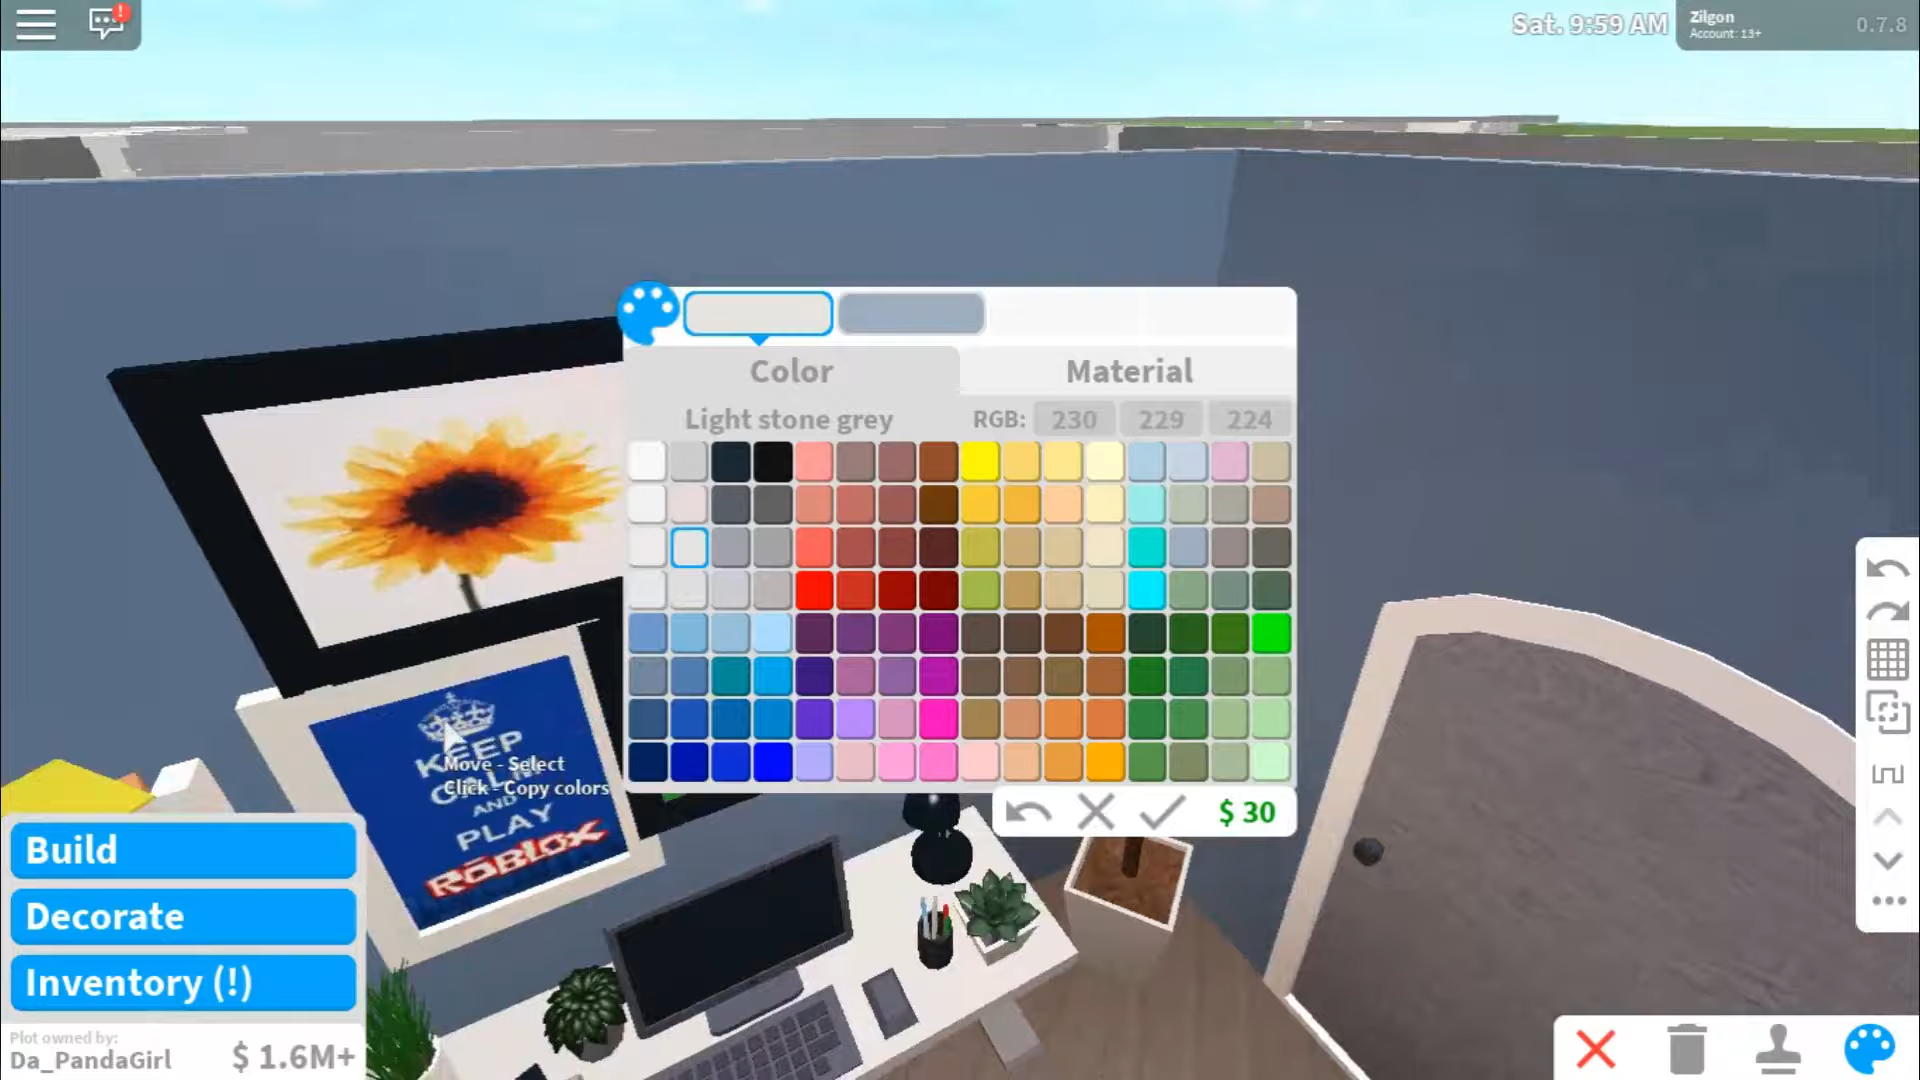 Sat. 9:59 AM
Zilgon
Account: 13+
0.7.8
Color
Material
Light stone grey
RGB: 230 229 224
$ 30
KEEP
CALM
AND
PLAY
ROBLOX
Move - Select
Click - Copy colors
Build
Decorate
Inventory (!)
Plot owned by:
Da_PandaGirl
$ 1.6M+